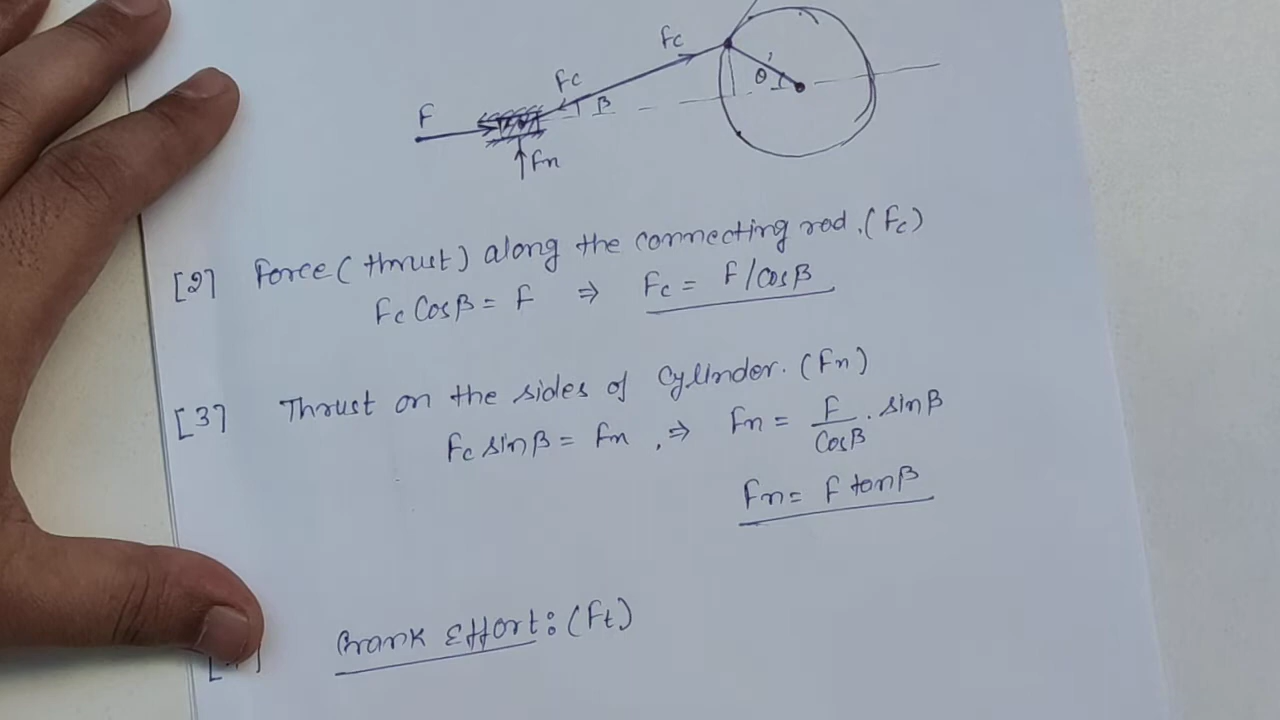 Fc
Fc
θ
β
F
Fn
[2] Force (thrust) along the connecting rod. (Fc)
Fc Cosβ = F ⇒ Fc = F/cosβ
[3] Thrust on the sides of Cylinder. (Fn)
Fc sinβ = Fn, ⇒ Fn = F/Cosβ . sinβ
Fn = F tanβ
Crank Effort: (Ft)